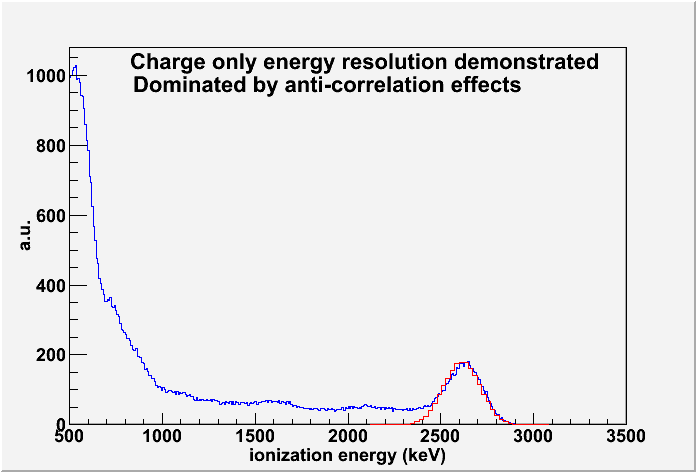 Charge only energy resolution demonstrated
Dominated by anti-correlation effects
a.u.
1000
800
600
400
200
0
500 1000 1500 2000 2500 3000 3500
ionization energy (keV)